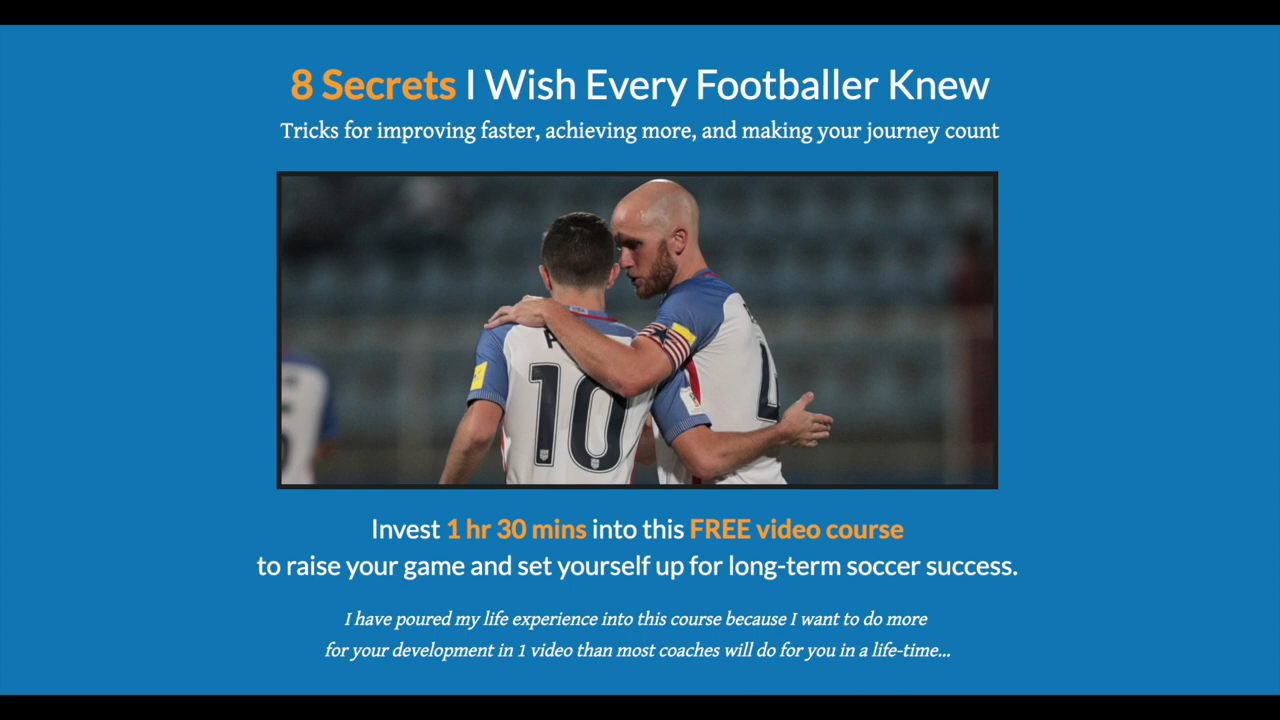 8 Secrets I Wish Every Footballer Knew
Tricks for improving faster, achieving more, and making your journey count
10
Invest 1 hr 30 mins into this FREE video course
to raise your game and set yourself up for long-term soccer success.
I have poured my life experience into this course because I want to do more
for your development in 1 video than most coaches will do for you in a life-time...